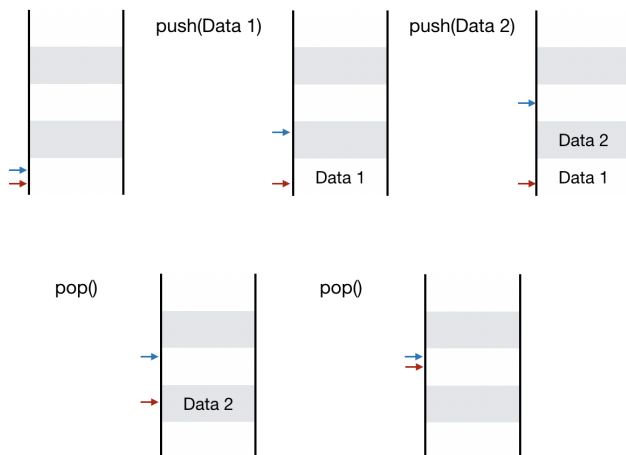 push(Data 1)
push(Data 2)
Data 2
Data 1
Data 1
pop()
pop()
Data 2